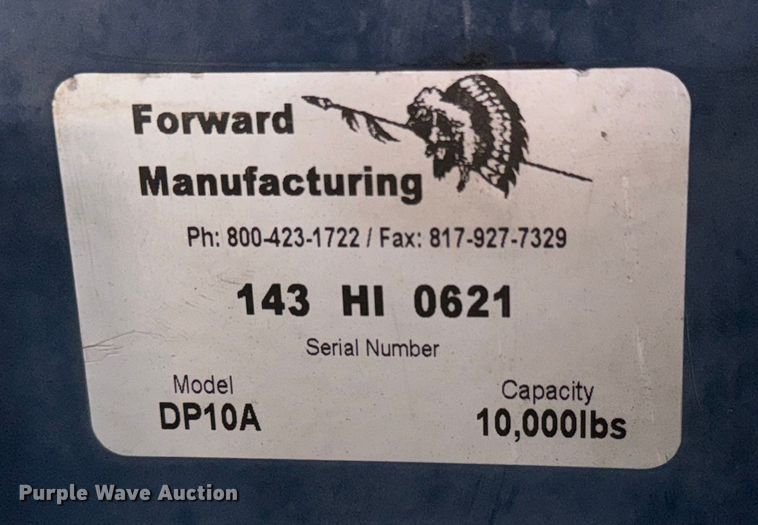 Forward
Manufacturing
Ph: 800-423-1722 / Fax: 817-927-7329
143 HI 0621
Serial Number
Model
DP10A
Capacity
10,000lbs
Purple Wave Auction